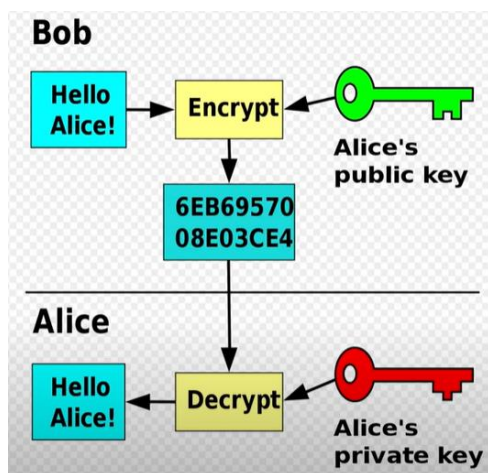 Bob
Hello
Alice!
Encrypt
Alice's
public key
6EB69570
08E03CE4
Alice
Hello
Alice!
Decrypt
Alice's
private key